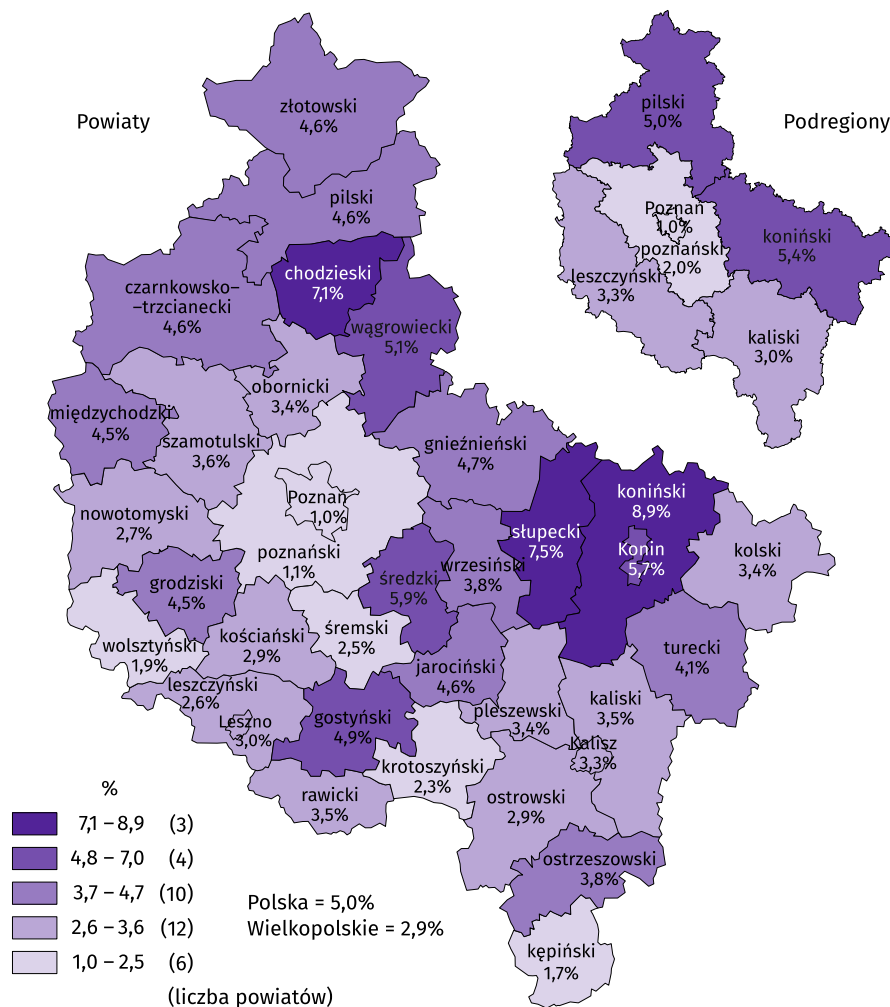 Powiaty
Podregiony
złotowski
4,6%
pilski
4,6%
chodzieski
7,1%
czarnkowsko–
–trzcianecki
4,6%
wągrowiecki
5,1%
obornicki
3,4%
międzychodzki
4,5%
szamotulski
3,6%
gnieźnieński
4,7%
Poznań
1,0%
nowotomyski
2,7%
poznański
1,1%
słupecki
7,5%
koniński
8,9%
Konin
5,7%
kolski
3,4%
grodziski
4,5%
średzki
5,9%
wrzesiński
3,8%
wolsztyński
1,9%
kościański
2,9%
śremski
2,5%
jarociński
4,6%
turecki
4,1%
leszczyński
2,6%
Leszno
3,0%
gostyński
4,9%
pleszewski
3,4%
kaliski
3,5%
Kalisz
3,3%
krotoszyński
2,3%
rawicki
3,5%
ostrowski
2,9%
ostrzeszowski
3,8%
kępiński
1,7%
pilski
5,0%
Poznań
1,0%
poznański
2,0%
koniński
5,4%
leszczyński
3,3%
kaliski
3,0%
%
7,1 – 8,9 (3)
4,8 – 7,0 (4)
3,7 – 4,7 (10)
2,6 – 3,6 (12)
1,0 – 2,5 (6)
(liczba powiatów)
Polska = 5,0%
Wielkopolskie = 2,9%